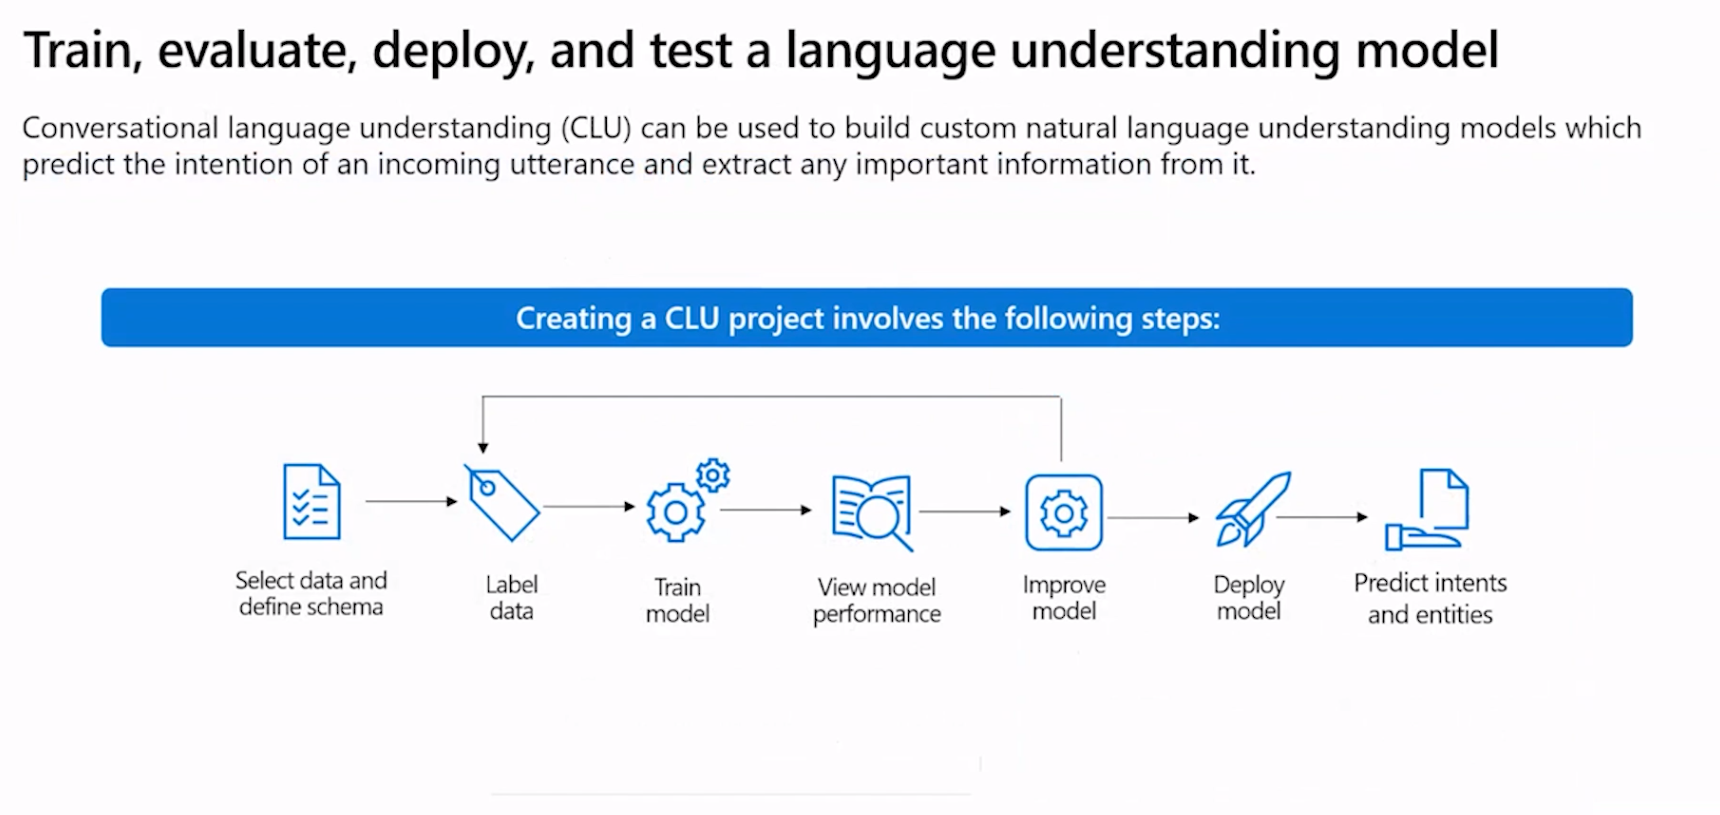 Train, evaluate, deploy, and test a language understanding model
Conversational language understanding (CLU) can be used to build custom natural language understanding models which
predict the intention of an incoming utterance and extract any important information from it.
Creating a CLU project involves the following steps:
Select data and
define schema
Label
data
Train
model
View model
performance
Improve
model
Deploy
model
Predict intents
and entities